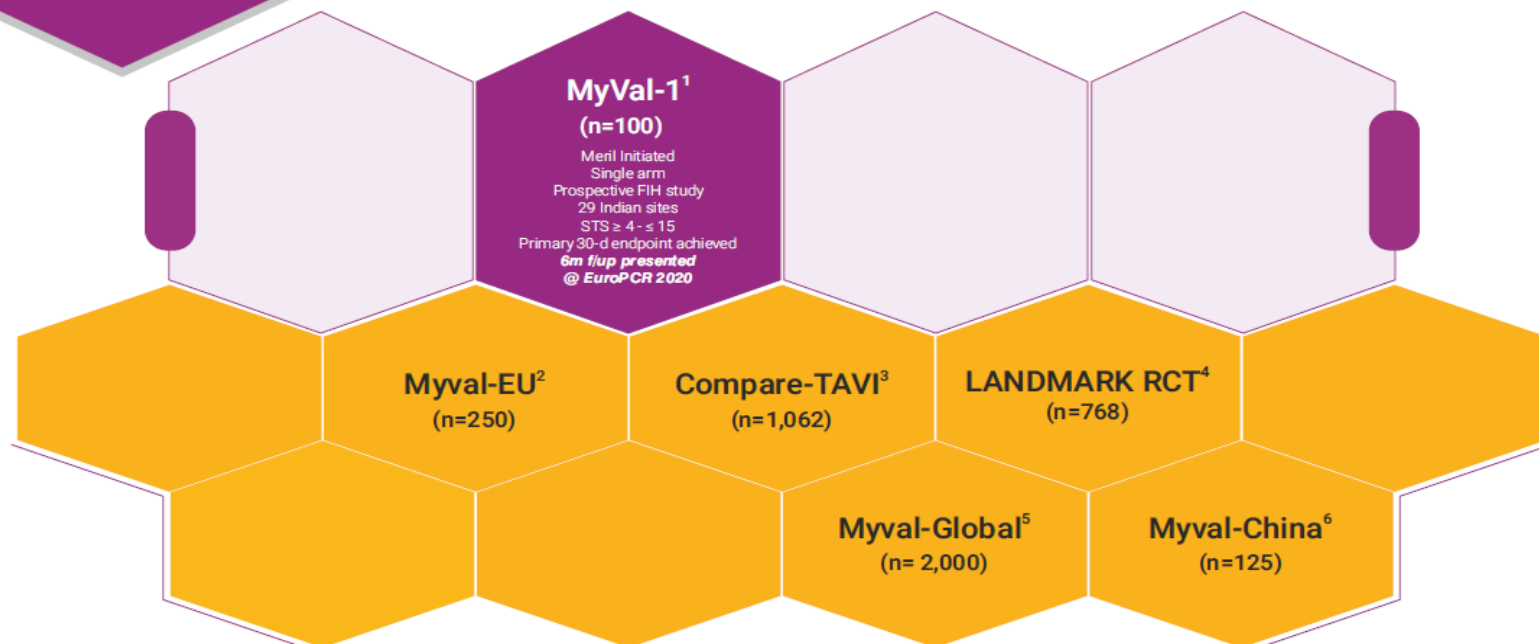 MyVal-1¹
(n=100)
Meril Initiated
Single arm
Prospective FIH study
29 Indian sites
STS ≥ 4 - ≤ 15
Primary 30-d endpoint achieved
6m f/up presented
@ EuroPCR 2020
Myval-EU²
(n=250)
Compare-TAVI³
(n=1,062)
LANDMARK RCT⁴
(n=768)
Myval-Global⁵
(n= 2,000)
Myval-China⁶
(n=125)